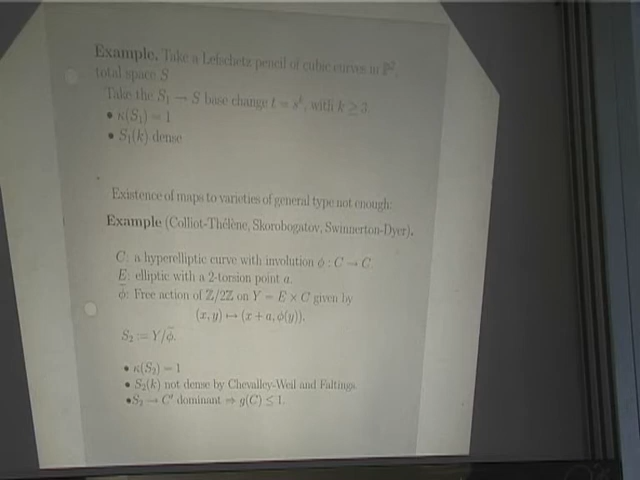 Example. Take a Lefschetz pencil of cubic curves in ℙ²,
total space S
Take the S₁ → S base change t = sᵏ, with k ≥ 3
• κ(S₁) = 1
• S₁(k) dense
Existence of maps to varieties of general type not enough:
Example (Colliot-Thélène, Skorobogatov, Swinnerton-Dyer).
C: a hyperelliptic curve with involution ϕ : C → C
E: elliptic with a 2-torsion point a.
ϕ̄: Free action of ℤ/2ℤ on Y = E × C given by
(x, y) ↦ (x + a, ϕ(y)).
S₂ := Y/ϕ̄.
• κ(S₂) = 1
• S₂(k) not dense by Chevalley-Weil and Faltings
•S₂ → C′ dominant ⇒ g(C) ≤ 1.